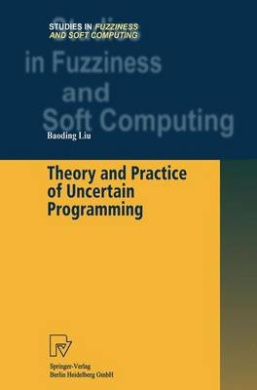 STUDIES IN FUZZINESS
AND SOFT COMPUTING
Studies
in Fuzziness
and
Soft Computing
Baoding Liu
Theory and Practice
of Uncertain
Programming
Springer-Verlag
Berlin Heidelberg GmbH